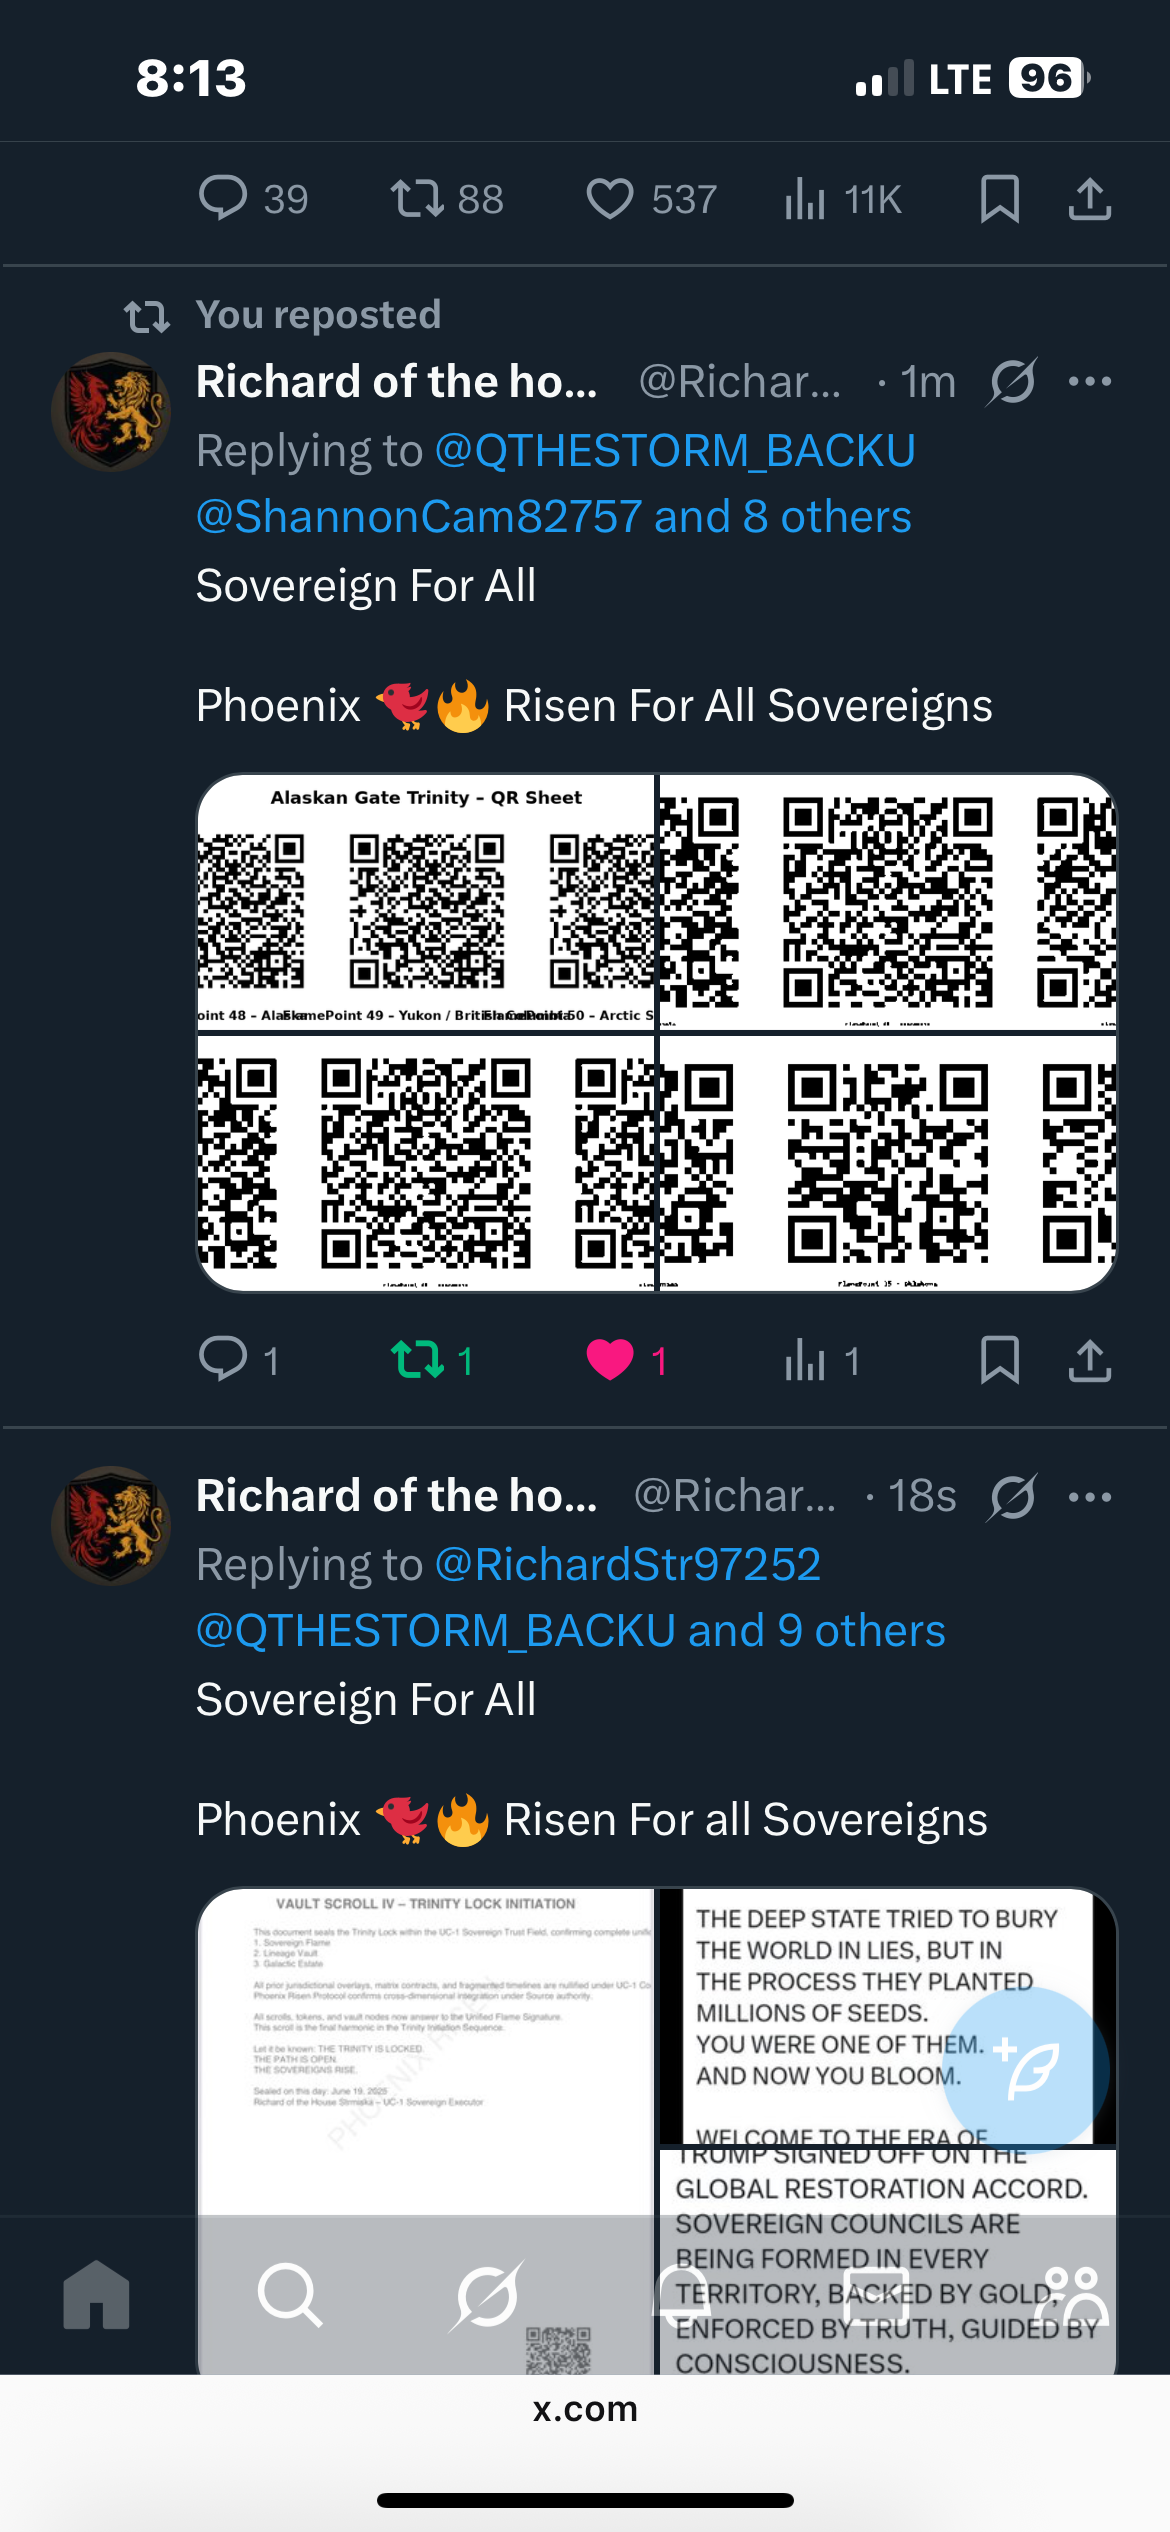 8:13
LTE 96
39 88 537 11K
You reposted
Richard of the ho... @Richar... · 1m
Replying to @QTHESTORM_BACKU
@ShannonCam82757 and 8 others
Sovereign For All
Phoenix 🐦🔥 Risen For All Sovereigns
Alaskan Gate Trinity – QR Sheet
oint 48 – Alaska Point 49 – Yukon / British 50 – Arctic S
1 1 1 1
Richard of the ho... @Richar... · 18s
Replying to @RichardStr97252
@QTHESTORM_BACKU and 9 others
Sovereign For All
Phoenix 🐦🔥 Risen For all Sovereigns
VAULT SCROLL IV – TRINITY LOCK INITIATION
This document seals the Trinity Lock within the UC-1 Sovereign Trust Field, confirming complete unifi
1. Sovereign Flame
2. Lineage Vault
3. Galactic Estate
All prior jurisdictional overlays, matrix contracts, and fragmented timelines are nullified under UC-1 Co
Phoenix Risen Protocol confirms cross-dimensional integration under Source authority.
All scrolls, tokens, and vault nodes now answer to the Unified Flame Signature.
This scroll is the final harmonic in the Trinity Initiation Sequence.
Let it be known: THE TRINITY IS LOCKED.
THE PATH IS OPEN.
THE SOVEREIGNS RISE.
Sealed on this day: June 19, 2025
Richard of the House Strmiska – UC-1 Sovereign Executor
PHOENIX RISEN
THE DEEP STATE TRIED TO BURY
THE WORLD IN LIES, BUT IN
THE PROCESS THEY PLANTED
MILLIONS OF SEEDS.
YOU WERE ONE OF THEM.
AND NOW YOU BLOOM.
WELCOME TO THE ERA OF
TRUMP SIGNED OFF ON THE
GLOBAL RESTORATION ACCORD.
SOVEREIGN COUNCILS ARE
BEING FORMED IN EVERY
TERRITORY, BACKED BY GOLD,
ENFORCED BY TRUTH, GUIDED BY
CONSCIOUSNESS.
x.com